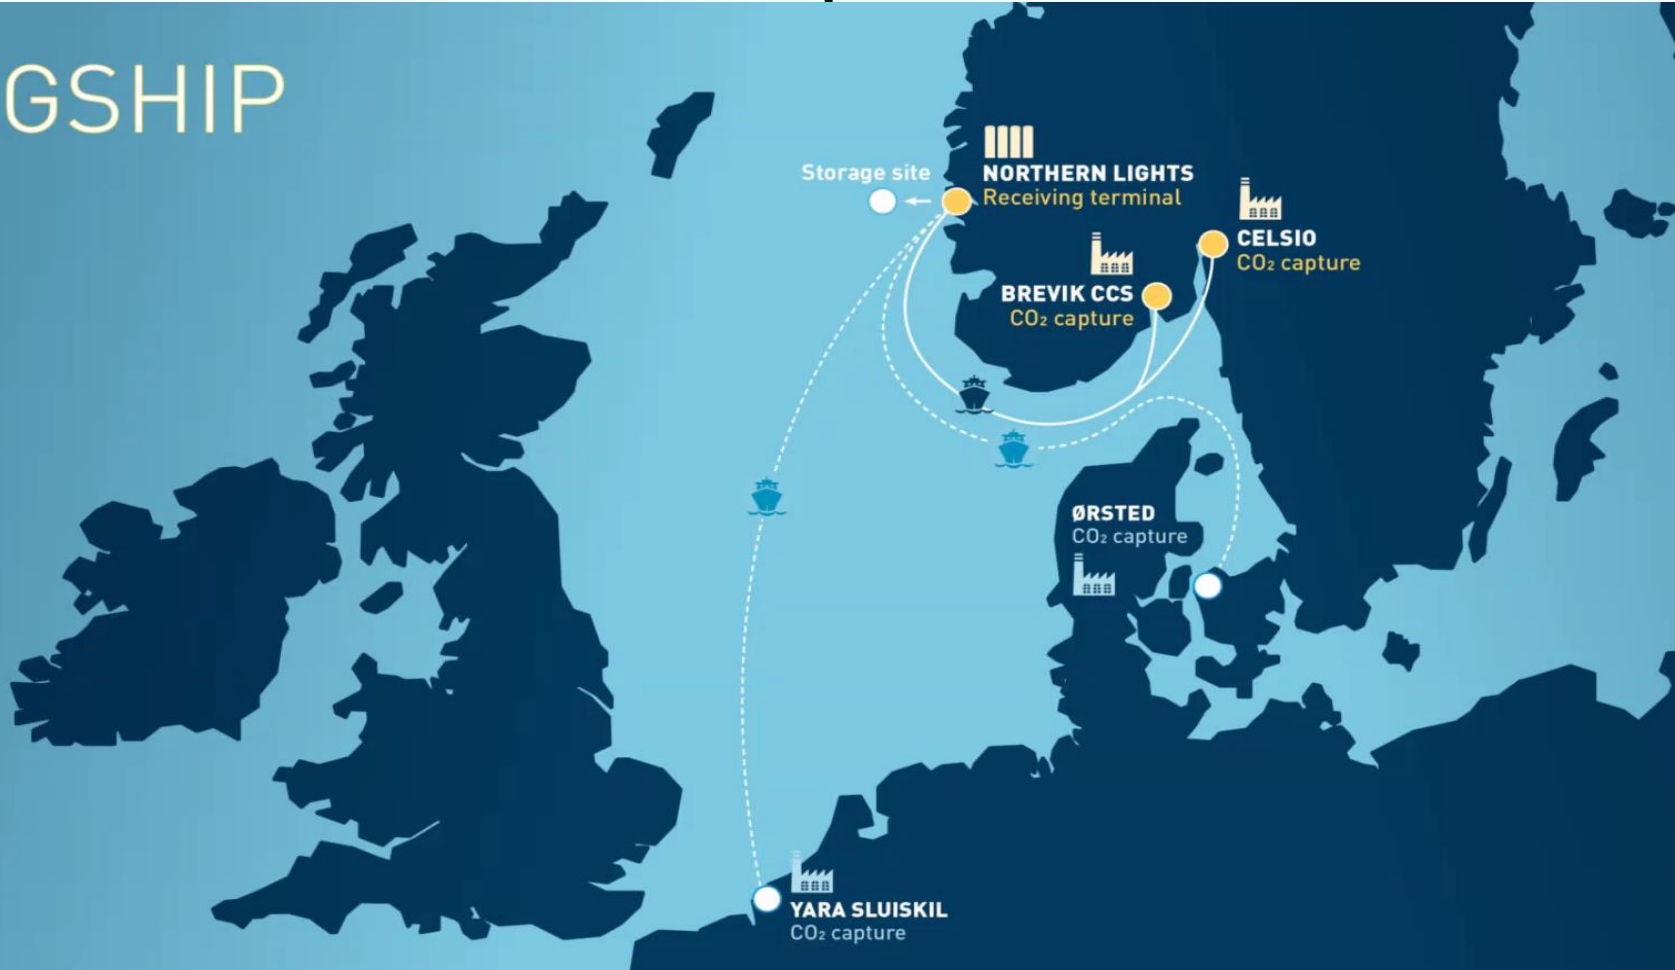 GSHIP
Storage site
NORTHERN LIGHTS
Receiving terminal
CELSIO
CO₂ capture
BREVIK CCS
CO₂ capture
ØRSTED
CO₂ capture
YARA SLUISKIL
CO₂ capture